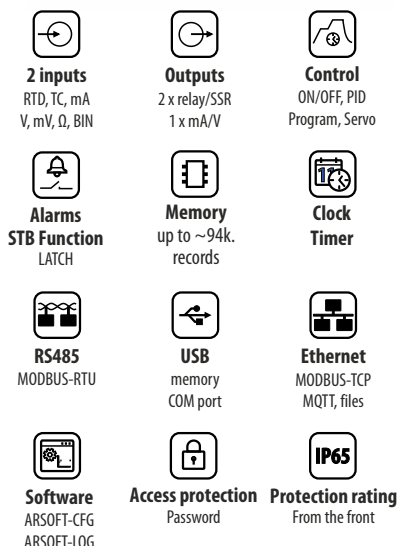 2 inputs
RTD, TC, mA
V, mV, Ω, BIN
Outputs
2 x relay/SSR
1 x mA/V
Control
ON/OFF, PID
Program, Servo
Alarms
STB Function
LATCH
Memory
up to ~94k.
records
11
Clock
Timer
RS485
MODBUS-RTU
USB
memory
COM port
Ethernet
MODBUS-TCP
MQTT, files
Software
ARSOFT-CFG
ARSOFT-LOG
Access protection
Password
IP65
Protection rating
From the front